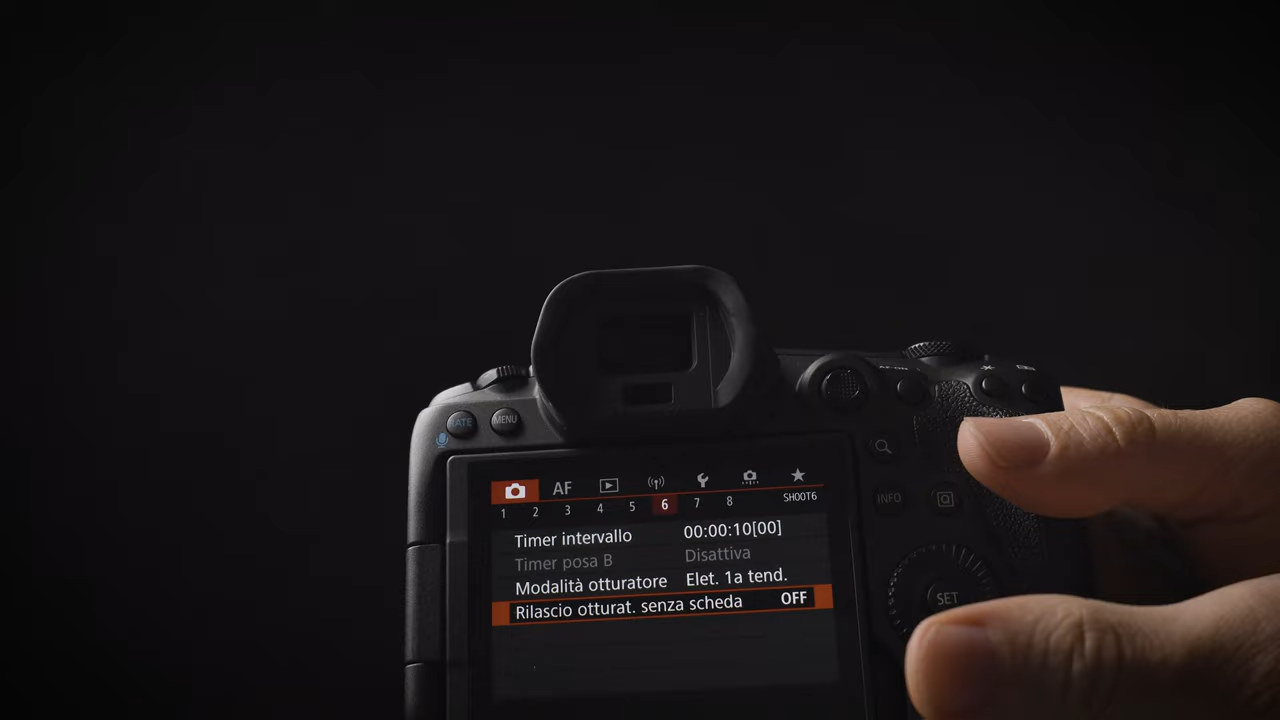 RATE
MENU
AF
1 2 3 4 5 6 7 8 SHOOT6
Timer intervallo 00:00:10[00]
Timer posa B Disattiva
Modalità otturatore Elet. 1a tend.
Rilascio otturat. senza scheda OFF
INFO
SET